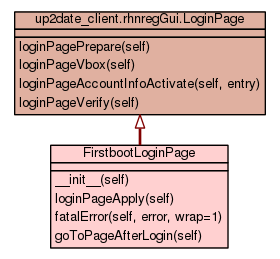 up2date_client.rhnregGui.LoginPage
loginPagePrepare(self)
loginPageVbox(self)
loginPageAccountInfoActivate(self, entry)
loginPageVerify(self)
FirstbootLoginPage
__init__(self)
loginPageApply(self)
fatalError(self, error, wrap=1)
goToPageAfterLogin(self)